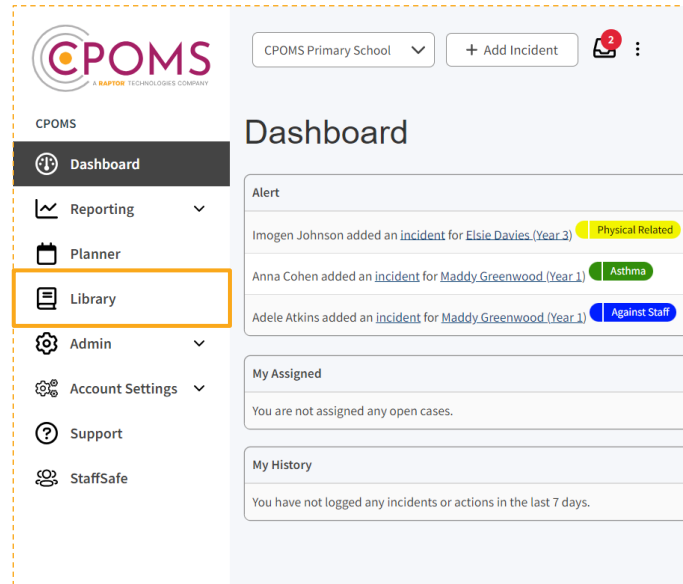 CPOMS
A RAPTOR TECHNOLOGIES COMPANY
CPOMS
Dashboard
Reporting
Planner
Library
Admin
Account Settings
Support
StaffSafe
CPOMS Primary School
+ Add Incident
2
Dashboard
Alert
Imogen Johnson added an incident for Elsie Davies (Year 3) Physical Related
Anna Cohen added an incident for Maddy Greenwood (Year 1) Asthma
Adele Atkins added an incident for Maddy Greenwood (Year 1) Against Staff
My Assigned
You are not assigned any open cases.
My History
You have not logged any incidents or actions in the last 7 days.